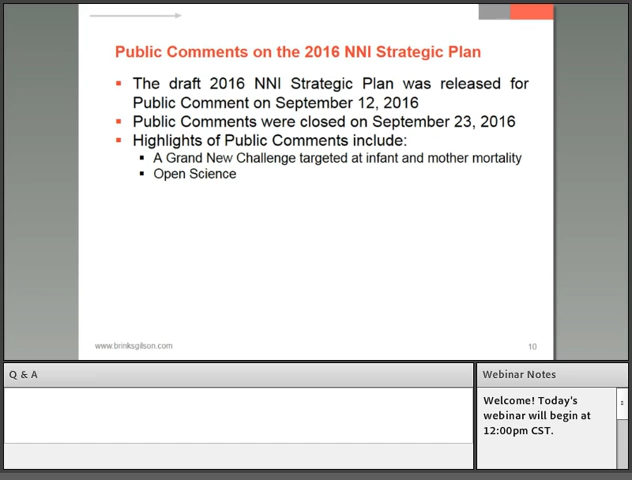 Public Comments on the 2016 NNI Strategic Plan
The draft 2016 NNI Strategic Plan was released for
Public Comment on September 12, 2016
Public Comments were closed on September 23, 2016
Highlights of Public Comments include:
A Grand New Challenge targeted at infant and mother mortality
Open Science
www.brinksgilson.com 10
Q & A
Webinar Notes
Welcome! Today's
webinar will begin at
12:00pm CST.